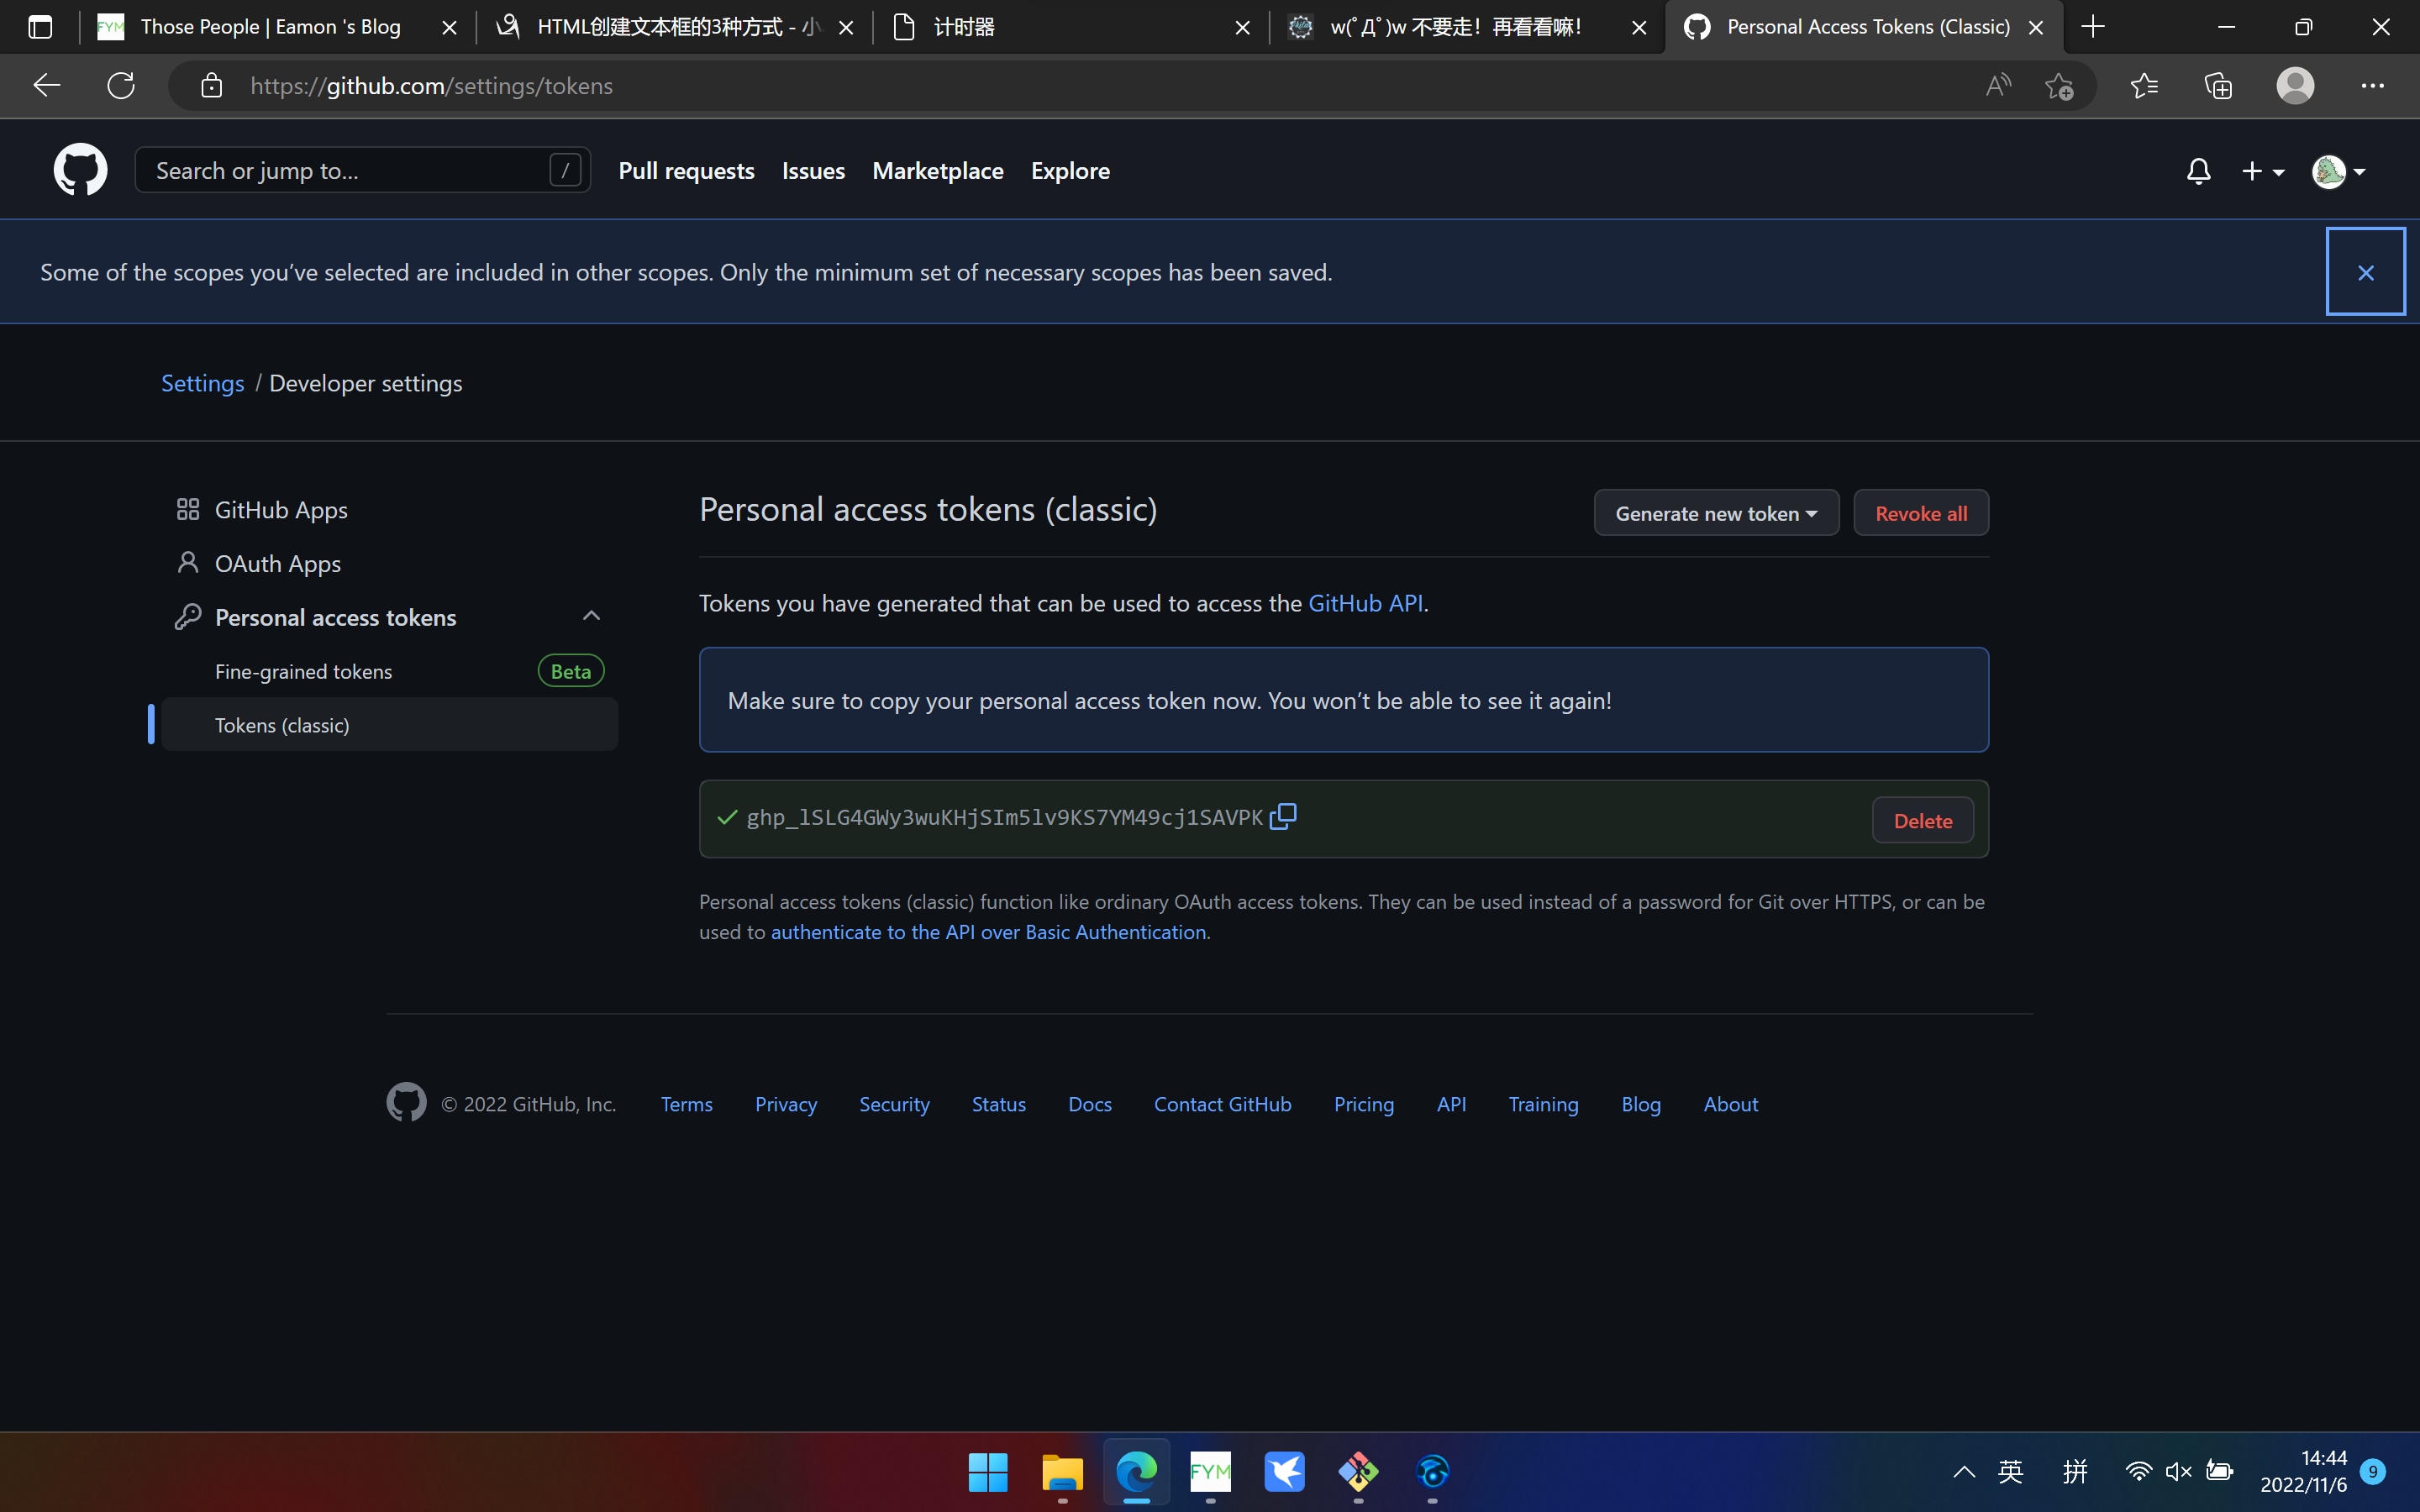 Those People | Eamon 's Blog
HTML创建文本框的3种方式 - 小
计时器
w(ﾟДﾟ)w 不要走！再看看嘛！
Personal Access Tokens (Classic)
https://github.com/settings/tokens
Search or jump to...
/
Pull requests
Issues
Marketplace
Explore
Some of the scopes you’ve selected are included in other scopes. Only the minimum set of necessary scopes has been saved.
Settings / Developer settings
GitHub Apps
OAuth Apps
Personal access tokens
Fine-grained tokens
Beta
Tokens (classic)
Personal access tokens (classic)
Generate new token
Revoke all
Tokens you have generated that can be used to access the GitHub API.
Make sure to copy your personal access token now. You won’t be able to see it again!
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
Delete
Personal access tokens (classic) function like ordinary OAuth access tokens. They can be used instead of a password for Git over HTTPS, or can be
used to authenticate to the API over Basic Authentication.
© 2022 GitHub, Inc.
Terms
Privacy
Security
Status
Docs
Contact GitHub
Pricing
API
Training
Blog
About
FYM
英
拼
14:44
2022/11/6
9